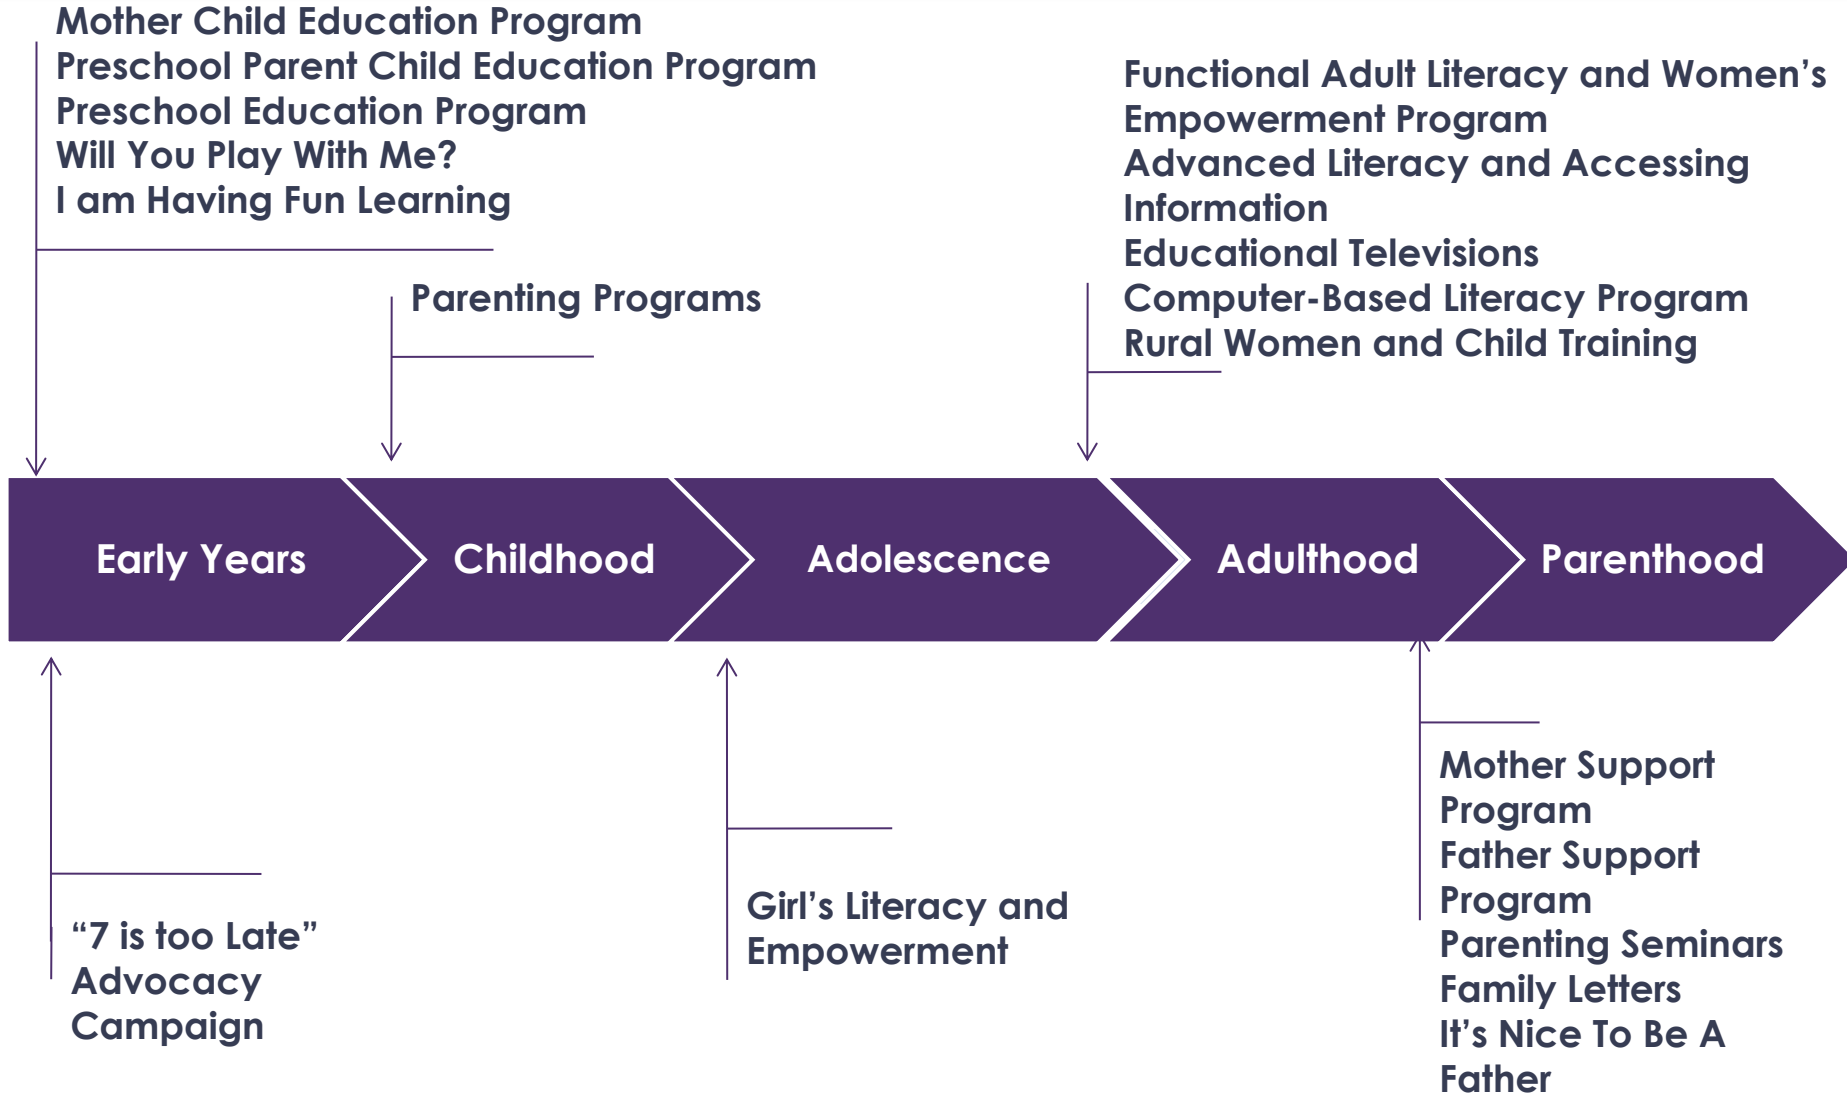 Mother Child Education Program
Preschool Parent Child Education Program
Preschool Education Program
Will You Play With Me?
I am Having Fun Learning
Parenting Programs
Functional Adult Literacy and Women’s
Empowerment Program
Advanced Literacy and Accessing
Information
Educational Televisions
Computer-Based Literacy Program
Rural Women and Child Training
Early Years
Childhood
Adolescence
Adulthood
Parenthood
“7 is too Late”
Advocacy
Campaign
Girl’s Literacy and
Empowerment
Mother Support
Program
Father Support
Program
Parenting Seminars
Family Letters
It’s Nice To Be A
Father